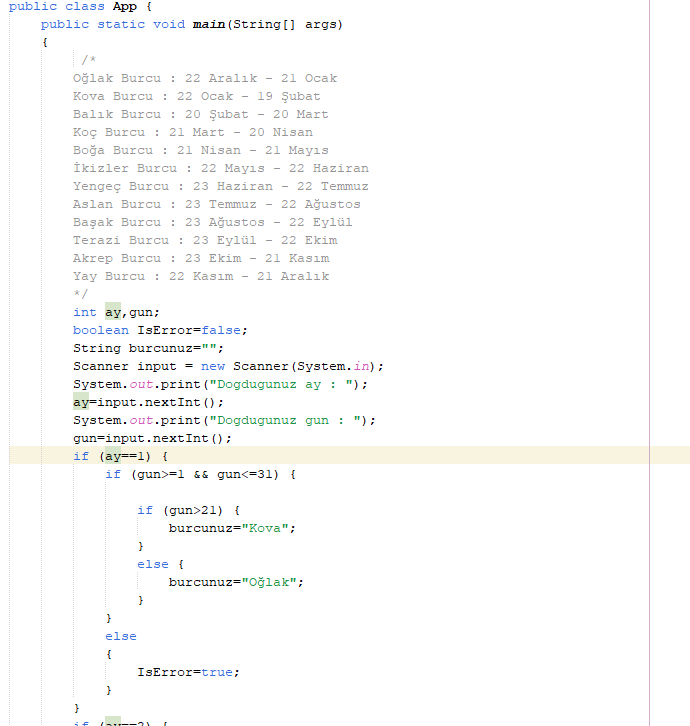 public class App {
public static void main(String[] args)
{
/*
Oğlak Burcu : 22 Aralık - 21 Ocak
Kova Burcu : 22 Ocak - 19 Şubat
Balık Burcu : 20 Şubat - 20 Mart
Koç Burcu : 21 Mart - 20 Nisan
Boğa Burcu : 21 Nisan - 21 Mayıs
İkizler Burcu : 22 Mayıs - 22 Haziran
Yengeç Burcu : 23 Haziran - 22 Temmuz
Aslan Burcu : 23 Temmuz - 22 Ağustos
Başak Burcu : 23 Ağustos - 22 Eylül
Terazi Burcu : 23 Eylül - 22 Ekim
Akrep Burcu : 23 Ekim - 21 Kasım
Yay Burcu : 22 Kasım - 21 Aralık
*/
int ay,gun;
boolean IsError=false;
String burcunuz="";
Scanner input = new Scanner(System.in);
System.out.print("Dogdugunuz ay : ");
ay=input.nextInt();
System.out.print("Dogdugunuz gun : ");
gun=input.nextInt();
if (ay==1) {
if (gun>=1 && gun<=31) {
if (gun>21) {
burcunuz="Kova";
}
else {
burcunuz="Oğlak";
}
}
else
{
IsError=true;
}
}
if (ay==2) {